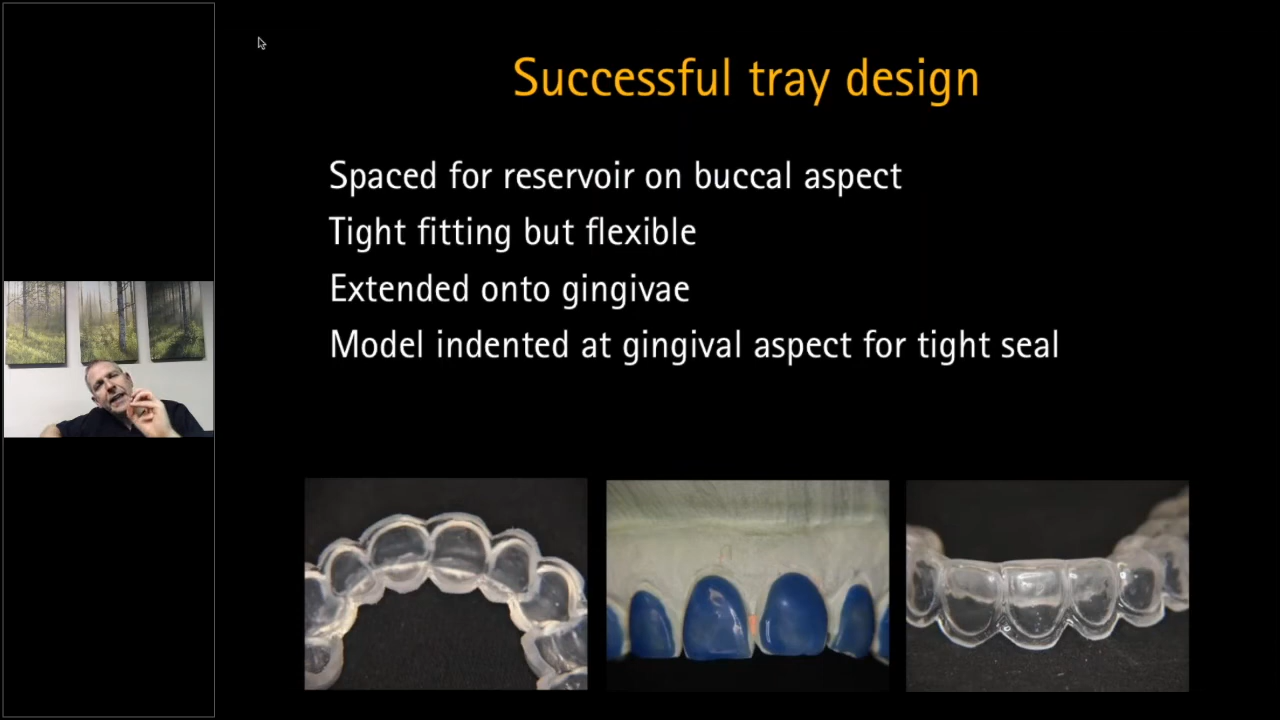 Successful tray design
Spaced for reservoir on buccal aspect
Tight fitting but flexible
Extended onto gingivae
Model indented at gingival aspect for tight seal